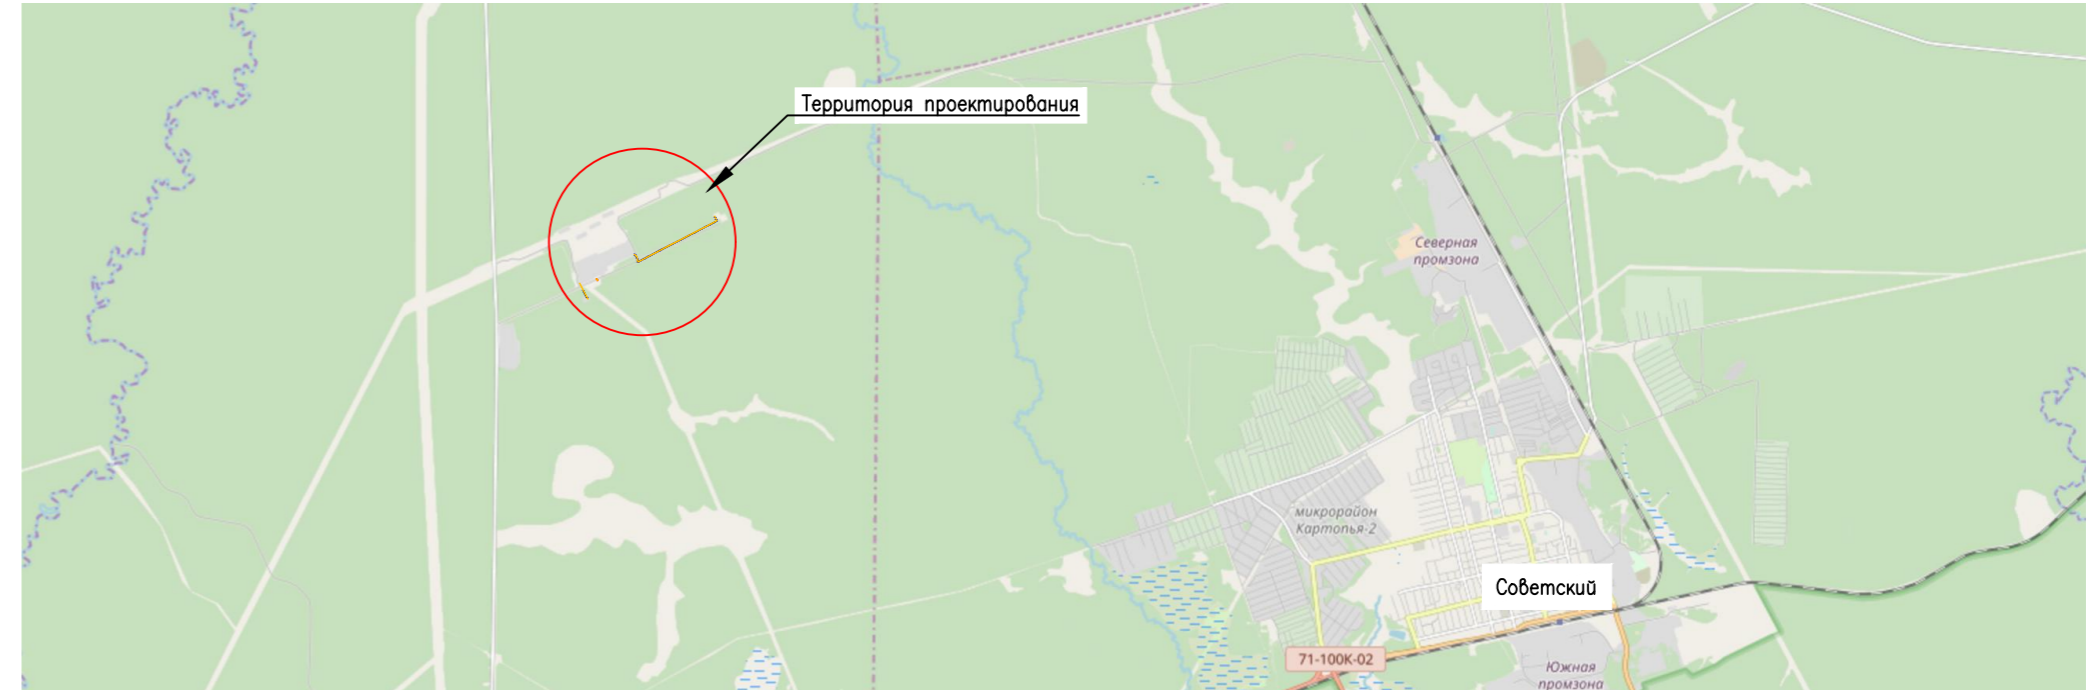 Территория проектирования
Северная
промзона
микрорайон
Картопья-2
Советский
71-100К-02
Южная
промзона